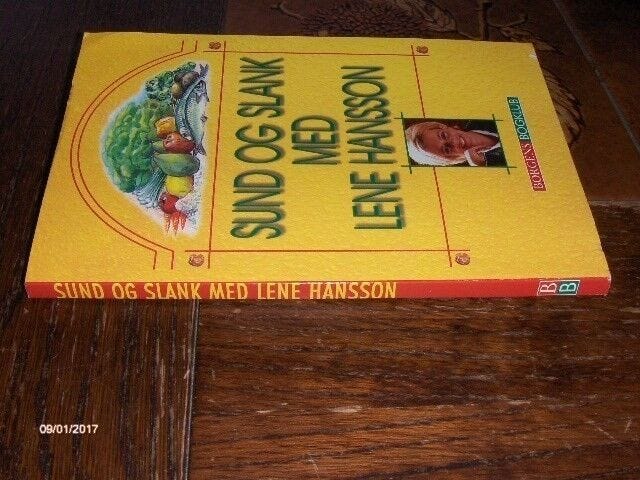 SUND OG SLANK
MED
LENE HANSSON
BORGENS BOGKLUB
SUND OG SLANK MED LENE HANSSON
B
B
09/01/2017